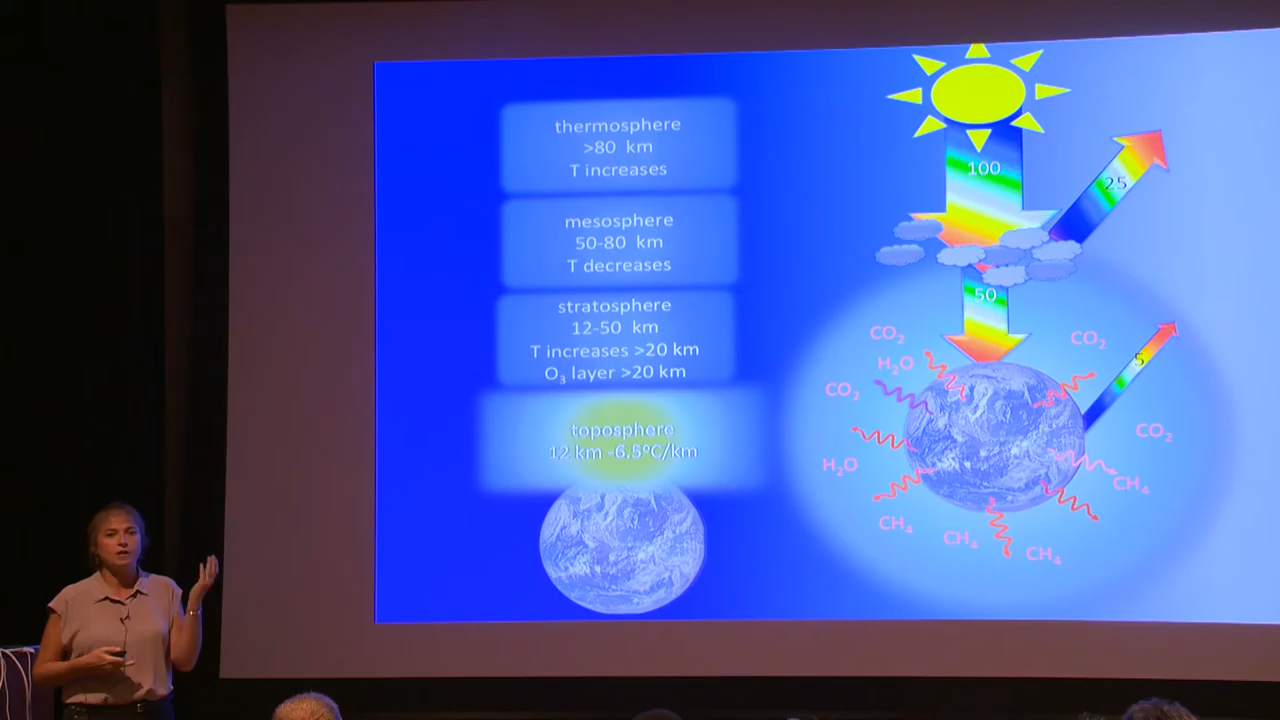 thermosphere
>80 km
T increases
mesosphere
50-80 km
T decreases
stratosphere
12-50 km
T increases >20 km
O₃ layer >20 km
toposphere
12 km -6.5ºC/km
100
25
50
5
CO₂
CO₂
H₂O
CO₂
CO₂
H₂O
CH₄
CH₄
CH₄
CH₄